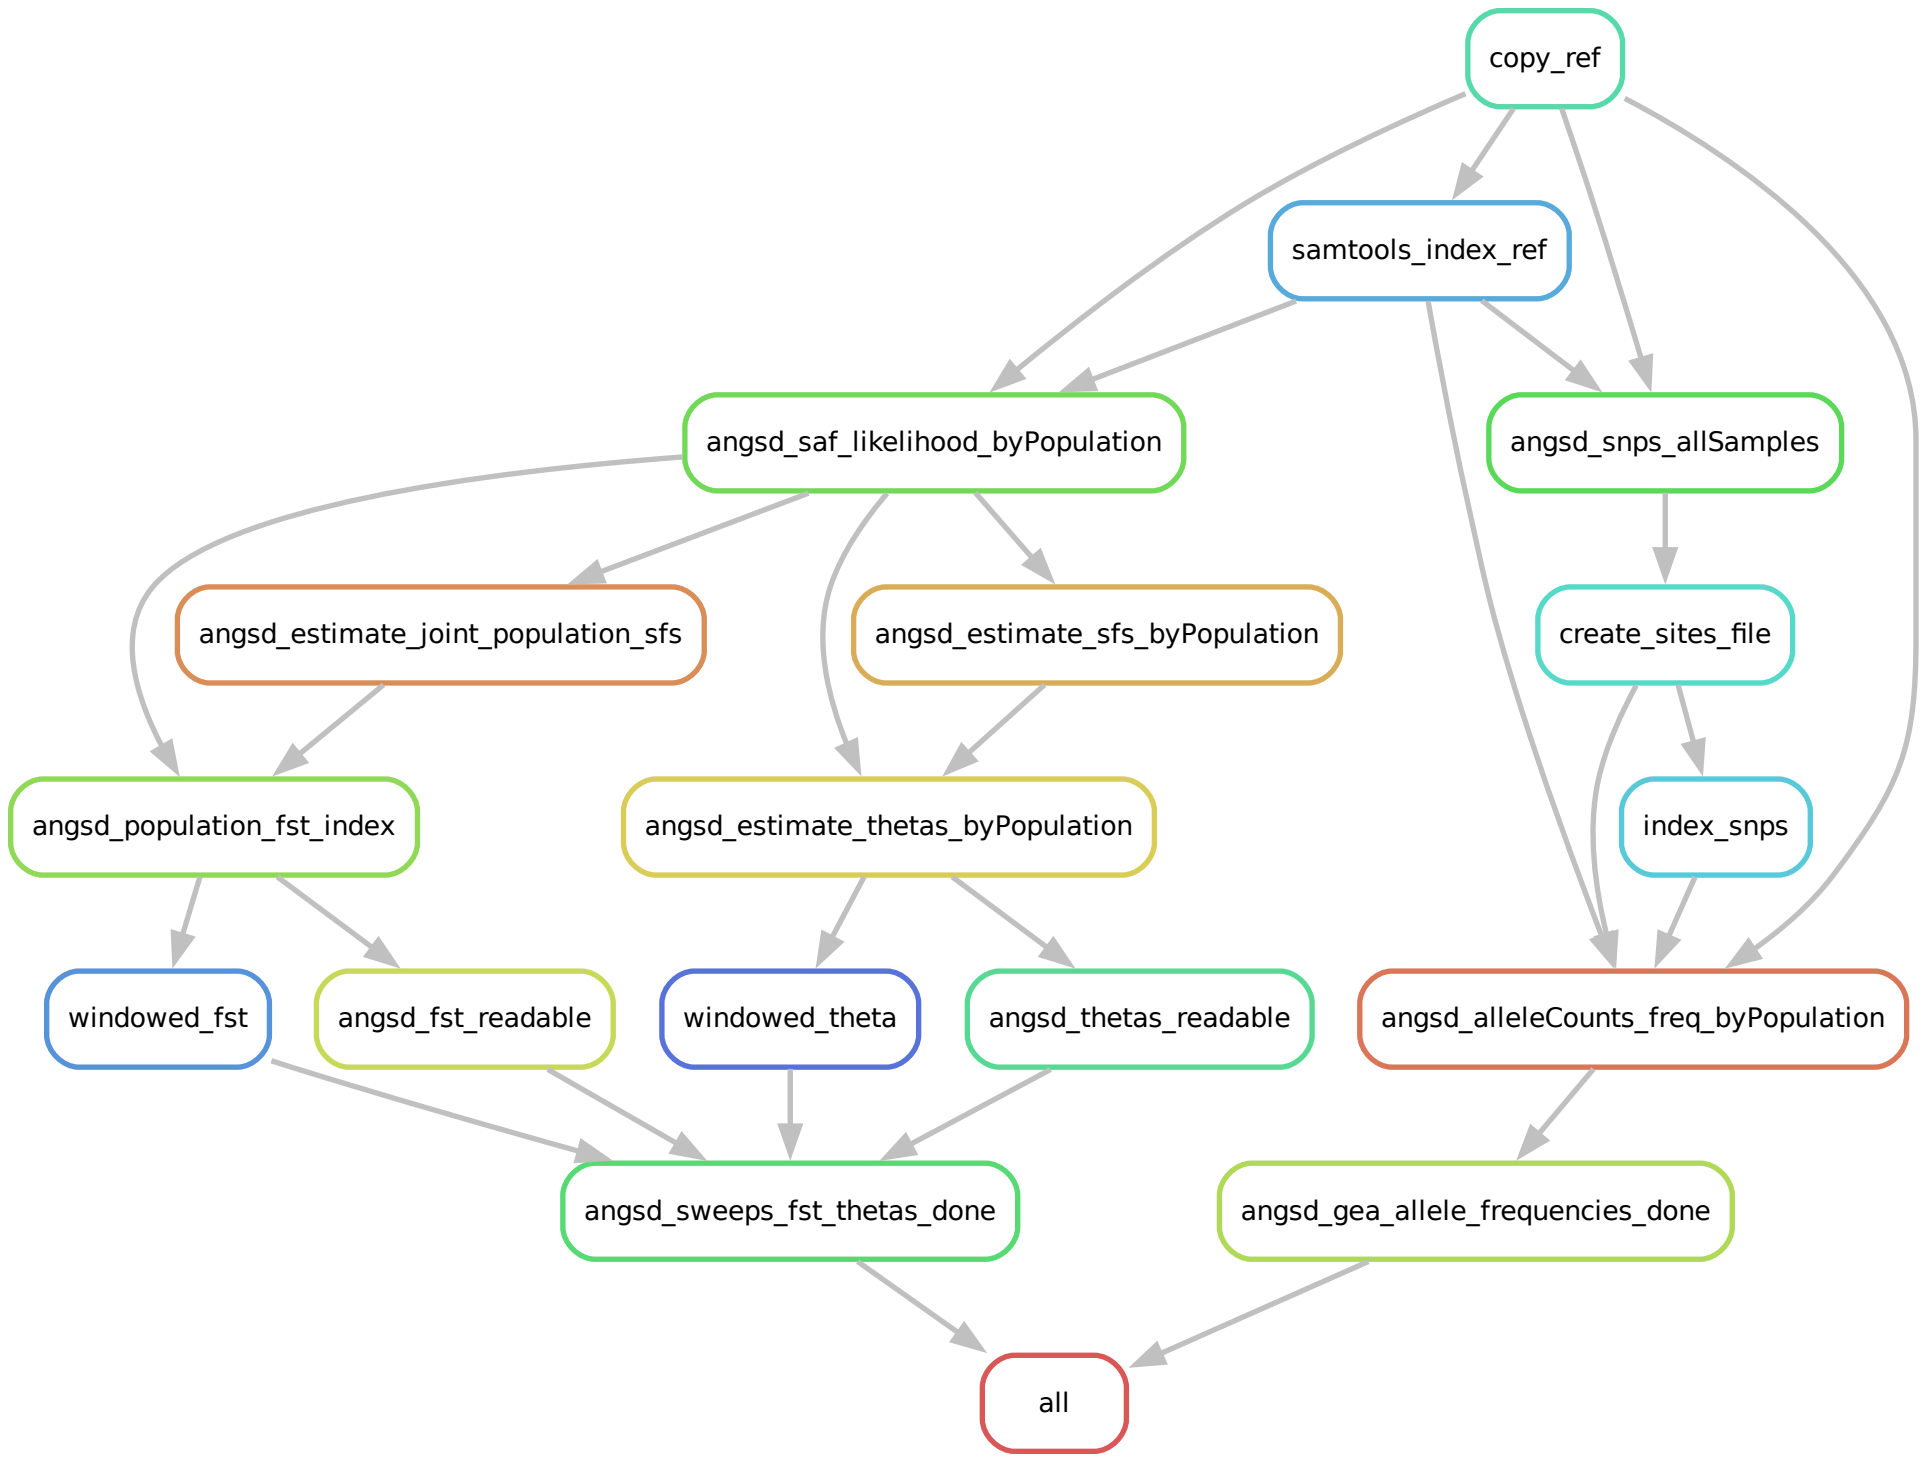 copy_ref
samtools_index_ref
angsd_saf_likelihood_byPopulation
angsd_snps_allSamples
angsd_estimate_joint_population_sfs
angsd_estimate_sfs_byPopulation
create_sites_file
angsd_population_fst_index
angsd_estimate_thetas_byPopulation
index_snps
windowed_fst
angsd_fst_readable
windowed_theta
angsd_thetas_readable
angsd_alleleCounts_freq_byPopulation
angsd_sweeps_fst_thetas_done
angsd_gea_allele_frequencies_done
all